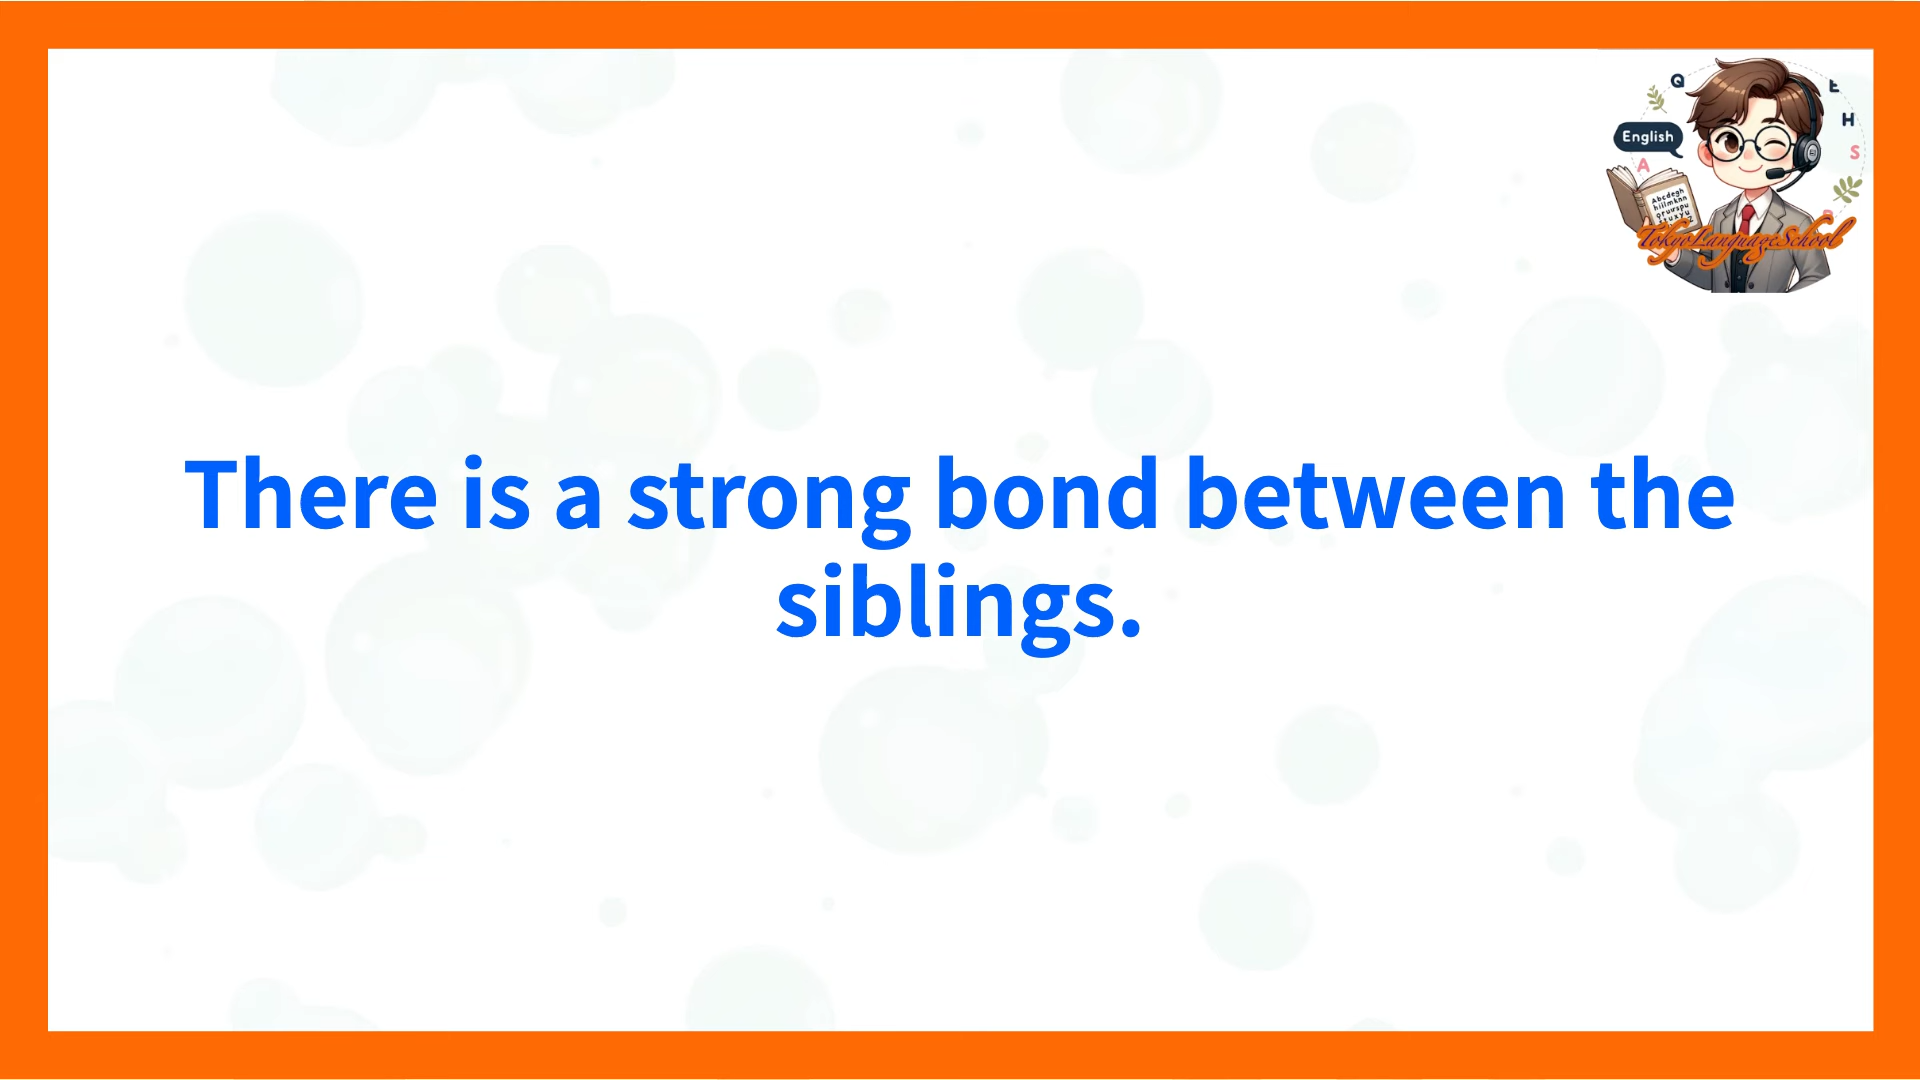 Q
E
H
English
S
A
TokyoLanguageSchool
There is a strong bond between the
siblings.